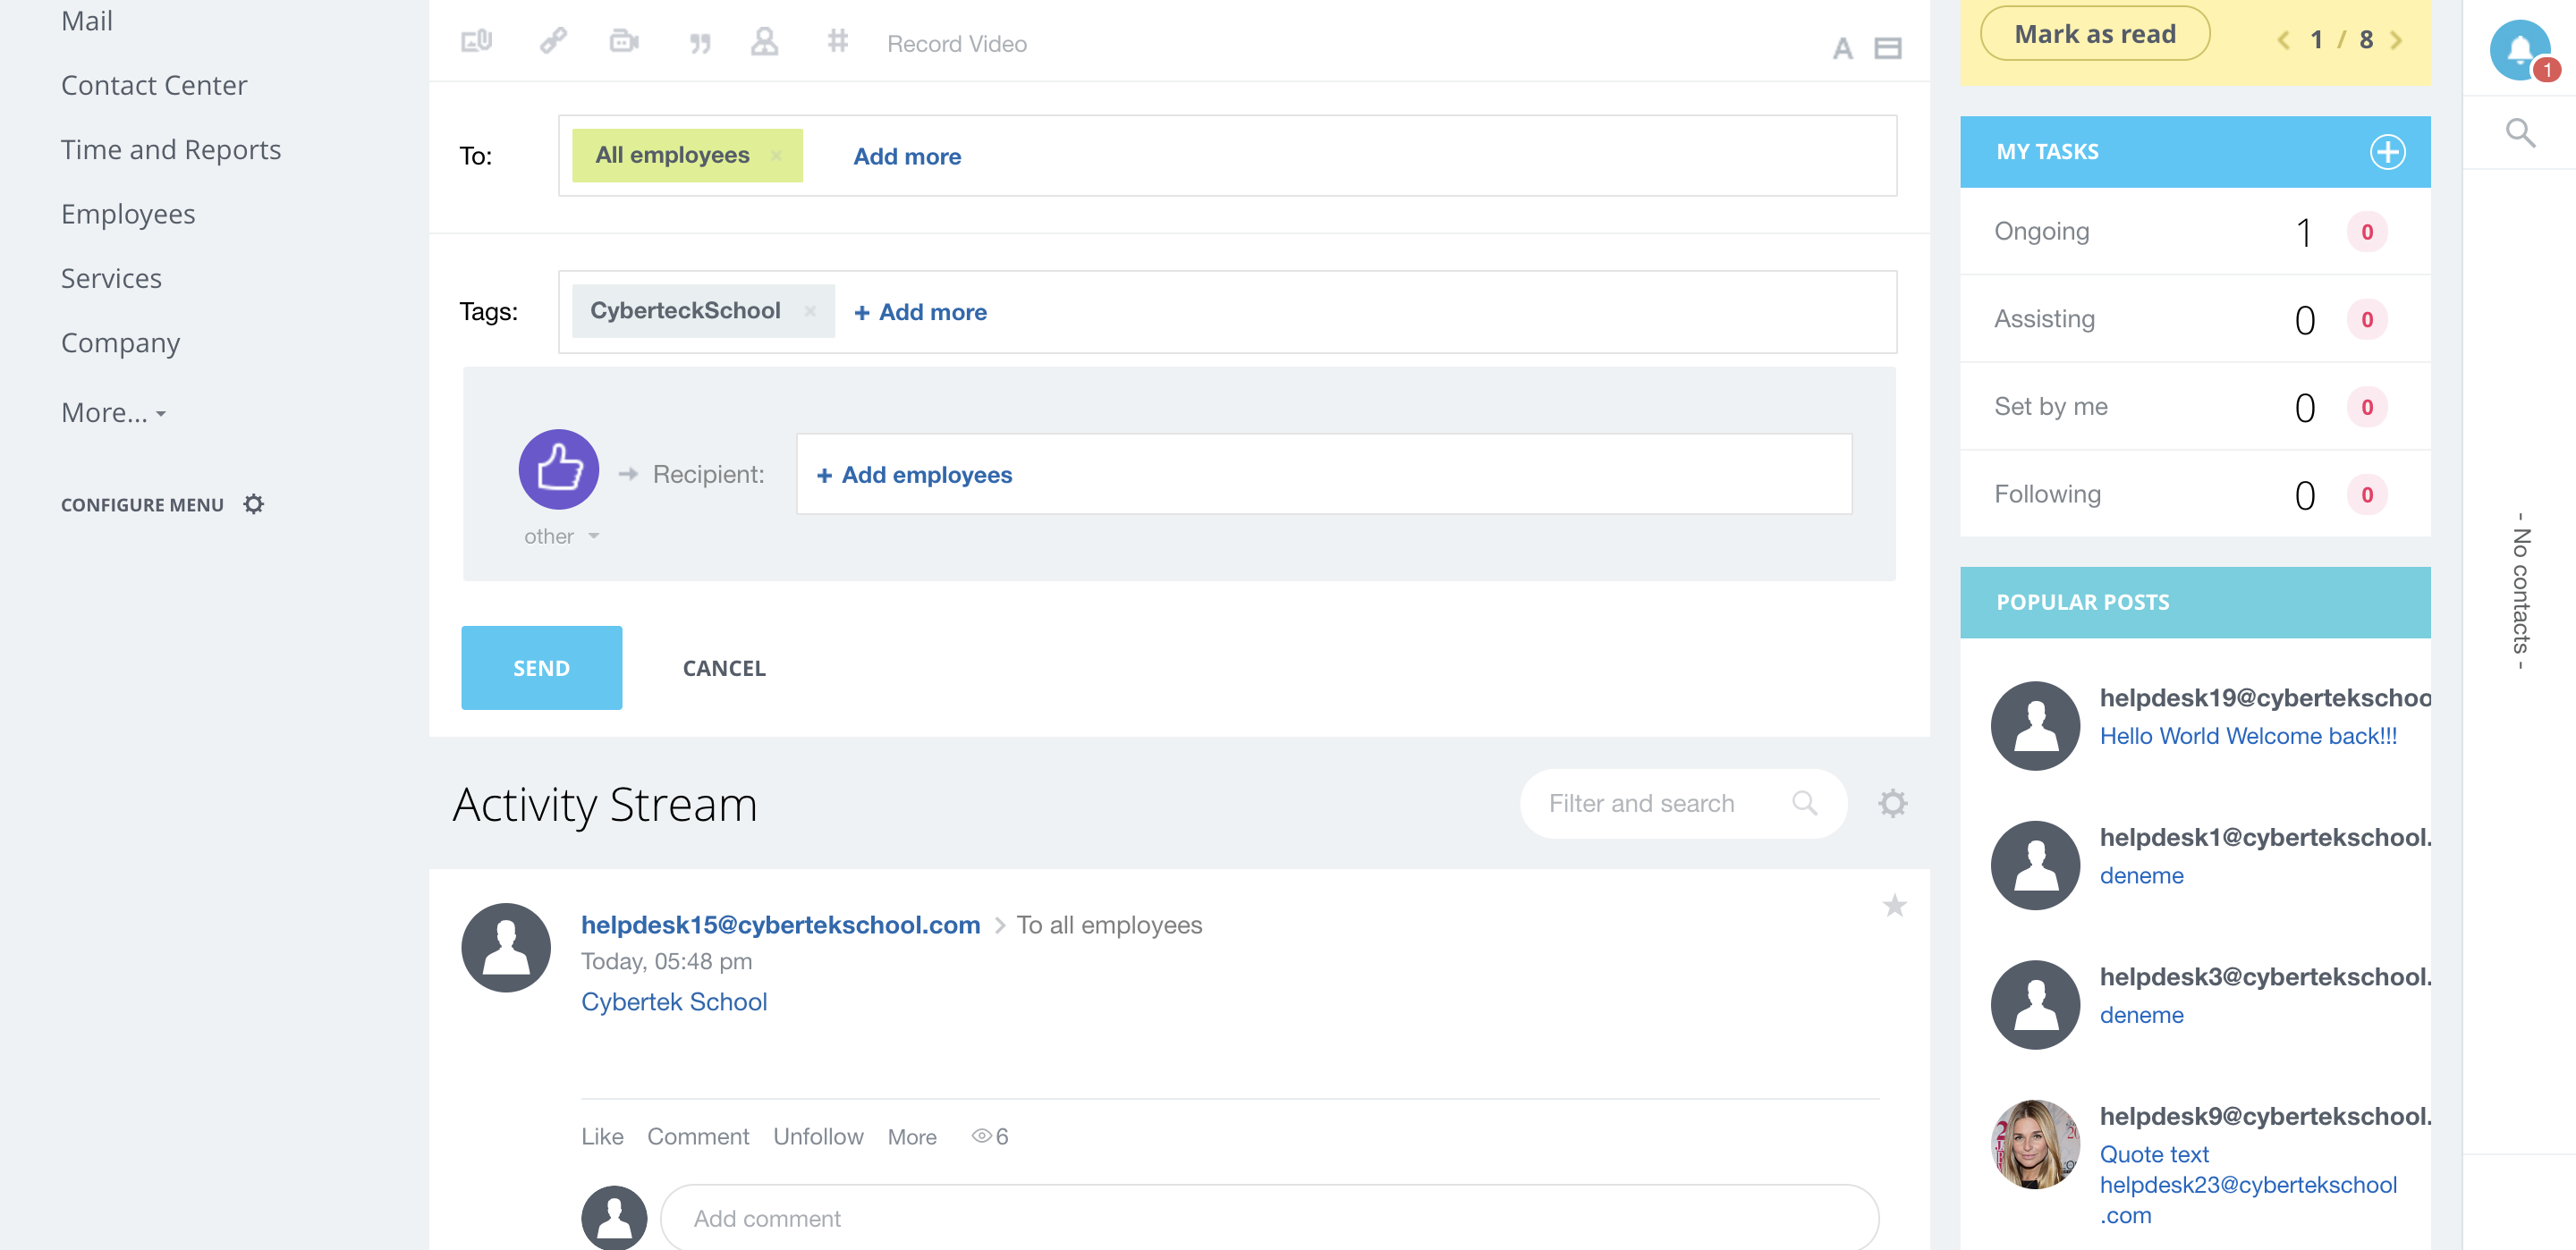 Mail
Contact Center
Time and Reports
Employees
Services
Company
More...
CONFIGURE MENU
Record Video
A
To:
All employees ×
Add more
Tags:
CyberteckSchool ×
+ Add more
Recipient:
+ Add employees
other
SEND
CANCEL
Activity Stream
Filter and search
helpdesk15@cybertekschool.com > To all employees
Today, 05:48 pm
Cybertek School
Like Comment Unfollow More 6
Add comment
Mark as read
1 / 8
MY TASKS
Ongoing 1 0
Assisting 0 0
Set by me 0 0
Following 0 0
POPULAR POSTS
helpdesk19@cybertekschoo
Hello World Welcome back!!!
helpdesk1@cybertekschool.
deneme
helpdesk3@cybertekschool.
deneme
helpdesk9@cybertekschool.
Quote text
helpdesk23@cybertekschool
.com
1
- No contacts -